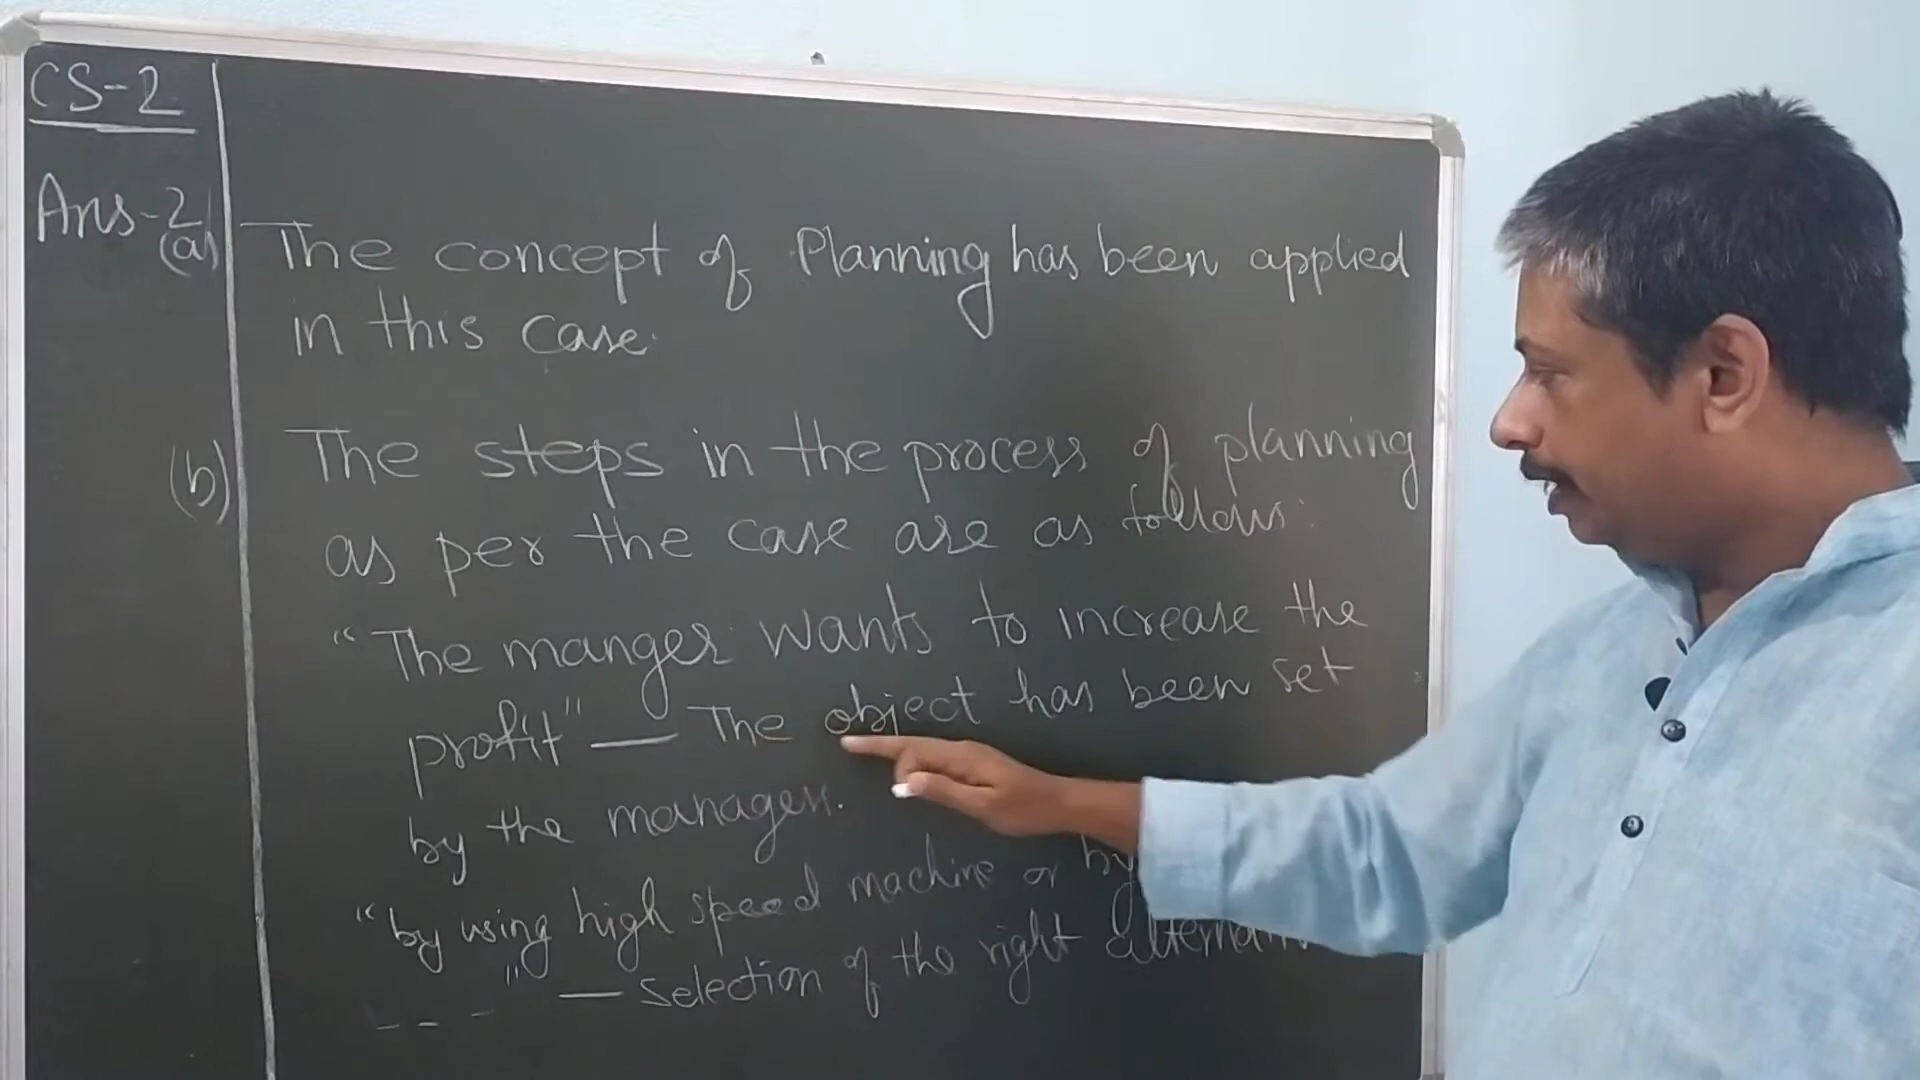 CS-2
Ans-2
(a) The concept of Planning has been applied
in this case.
(b) The steps in the process of planning
as per the case are as follows:
"The manger wants to increase the
profit" — The object has been set
by the manager.
"by using high speed machine or by
- - - " — selection of the right